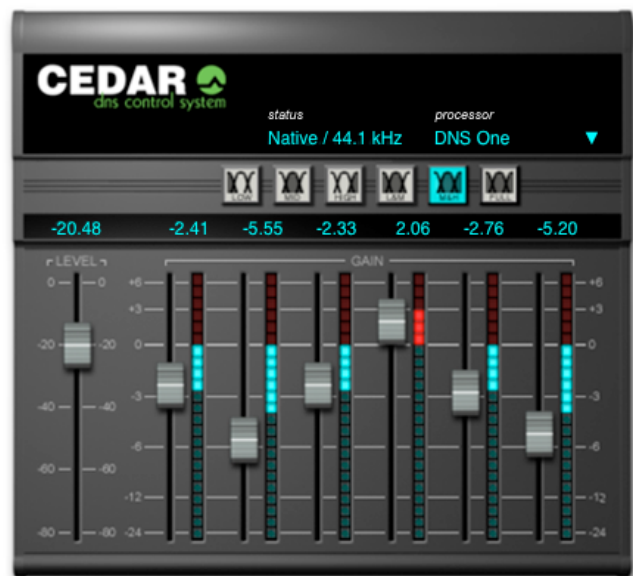 CEDAR
dns control system
status processor
Native / 44.1 kHz DNS One
LOW MID HIGH L&M M&H FULL
-20.48 -2.41 -5.55 -2.33 2.06 -2.76 -5.20
LEVEL GAIN
0 0 +6 +6
+3 +3
-20 -20 0 0
-40 -40 -3 -3
-60 -60 -6 -6
-12 -12
-80 -80 -24 -24